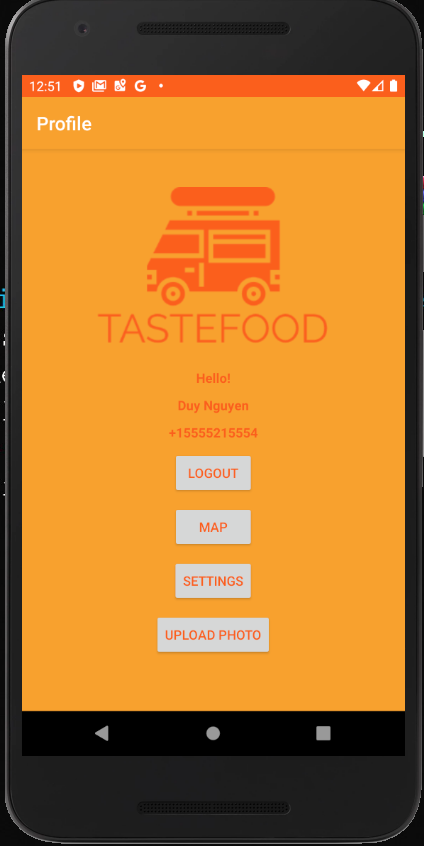 12:51
Profile
TASTEFOOD
Hello!
Duy Nguyen
+15555215554
LOGOUT
MAP
SETTINGS
UPLOAD PHOTO